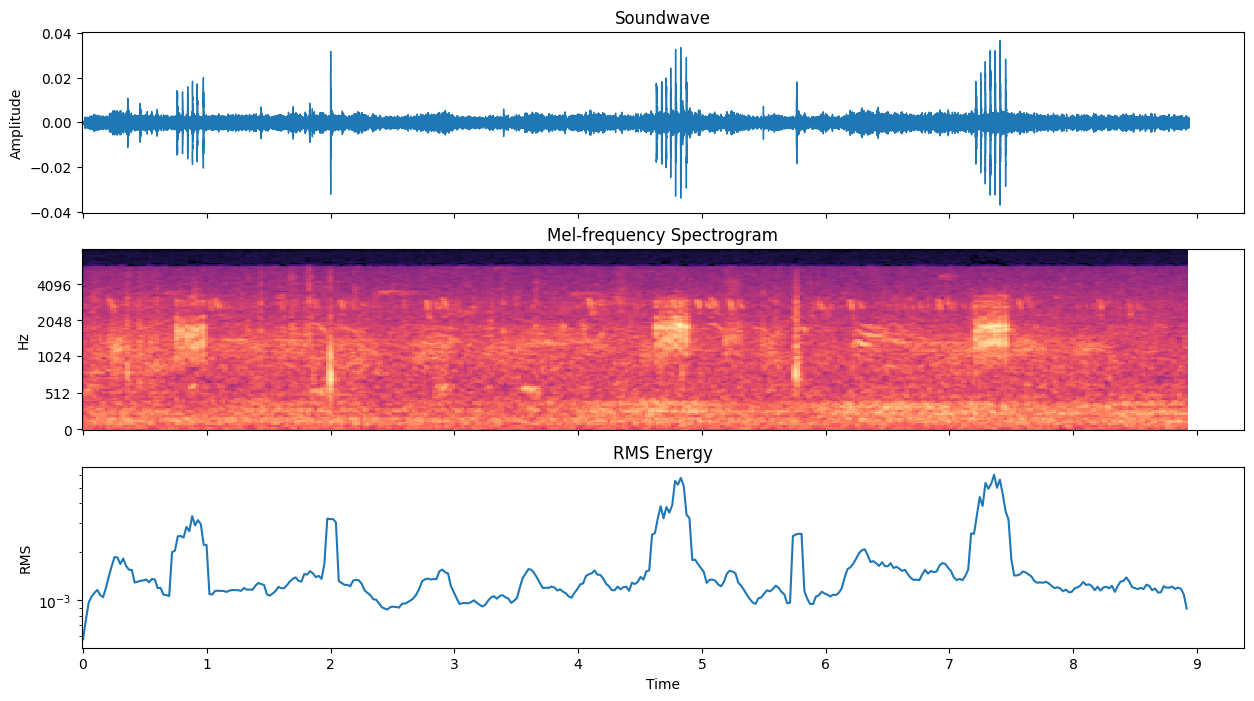 Soundwave
0.04
0.02
0.00
−0.02
−0.04
Amplitude
Mel-frequency Spectrogram
4096
2048
1024
512
0
Hz
RMS Energy
10⁻³
RMS
0 1 2 3 4 5 6 7 8 9
Time